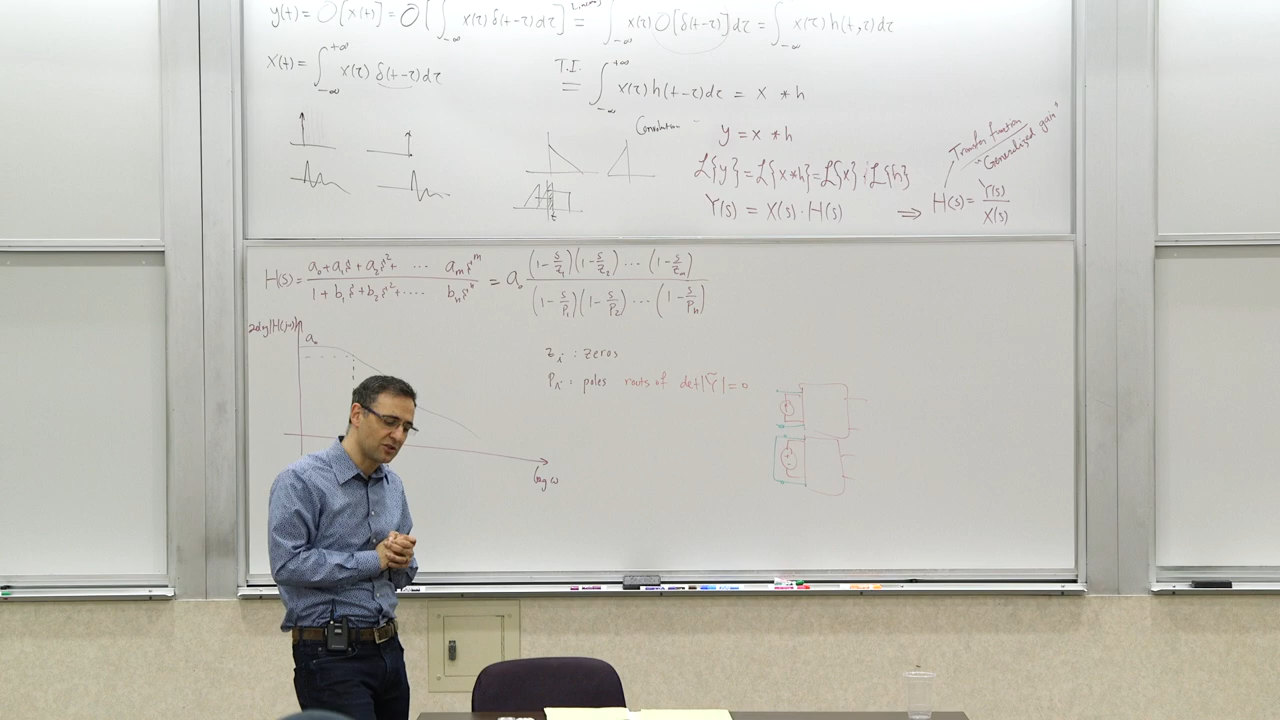 y(t) = O[x(t)] = O[∫_{-∞} x(τ) δ(t-τ)dτ] = ∫_{-∞} x(τ) O[δ(t-τ)]dτ = ∫_{-∞} x(τ) h(t,τ)dτ
x(t) = ∫_{-∞}^{+∞} x(τ) δ(t-τ)dτ
T.I. = ∫_{-∞}^{+∞} x(τ) h(t-τ)dτ = x * h
Convolution
y = x * h
L{y} = L{x*h} = L{x} · L{h}
Y(s) = X(s) · H(s) ⇒ H(s) = Y(s)/X(s)
Transfer function
"Generalized gain"
H(s) = (a₀ + a₁s + a₂s² + ... aₘsᵐ)/(1 + b₁s + b₂s² + .... bₙsⁿ) = a₀ (1 - s/z₁)(1 - s/z₂) ... (1 - s/zₘ)/((1 - s/p₁)(1 - s/p₂) ... (1 - s/pₙ))
20log|H(jω)|
a₀
zᵢ : zeros
pᵢ : poles roots of det|Ỹ| = 0
log ω